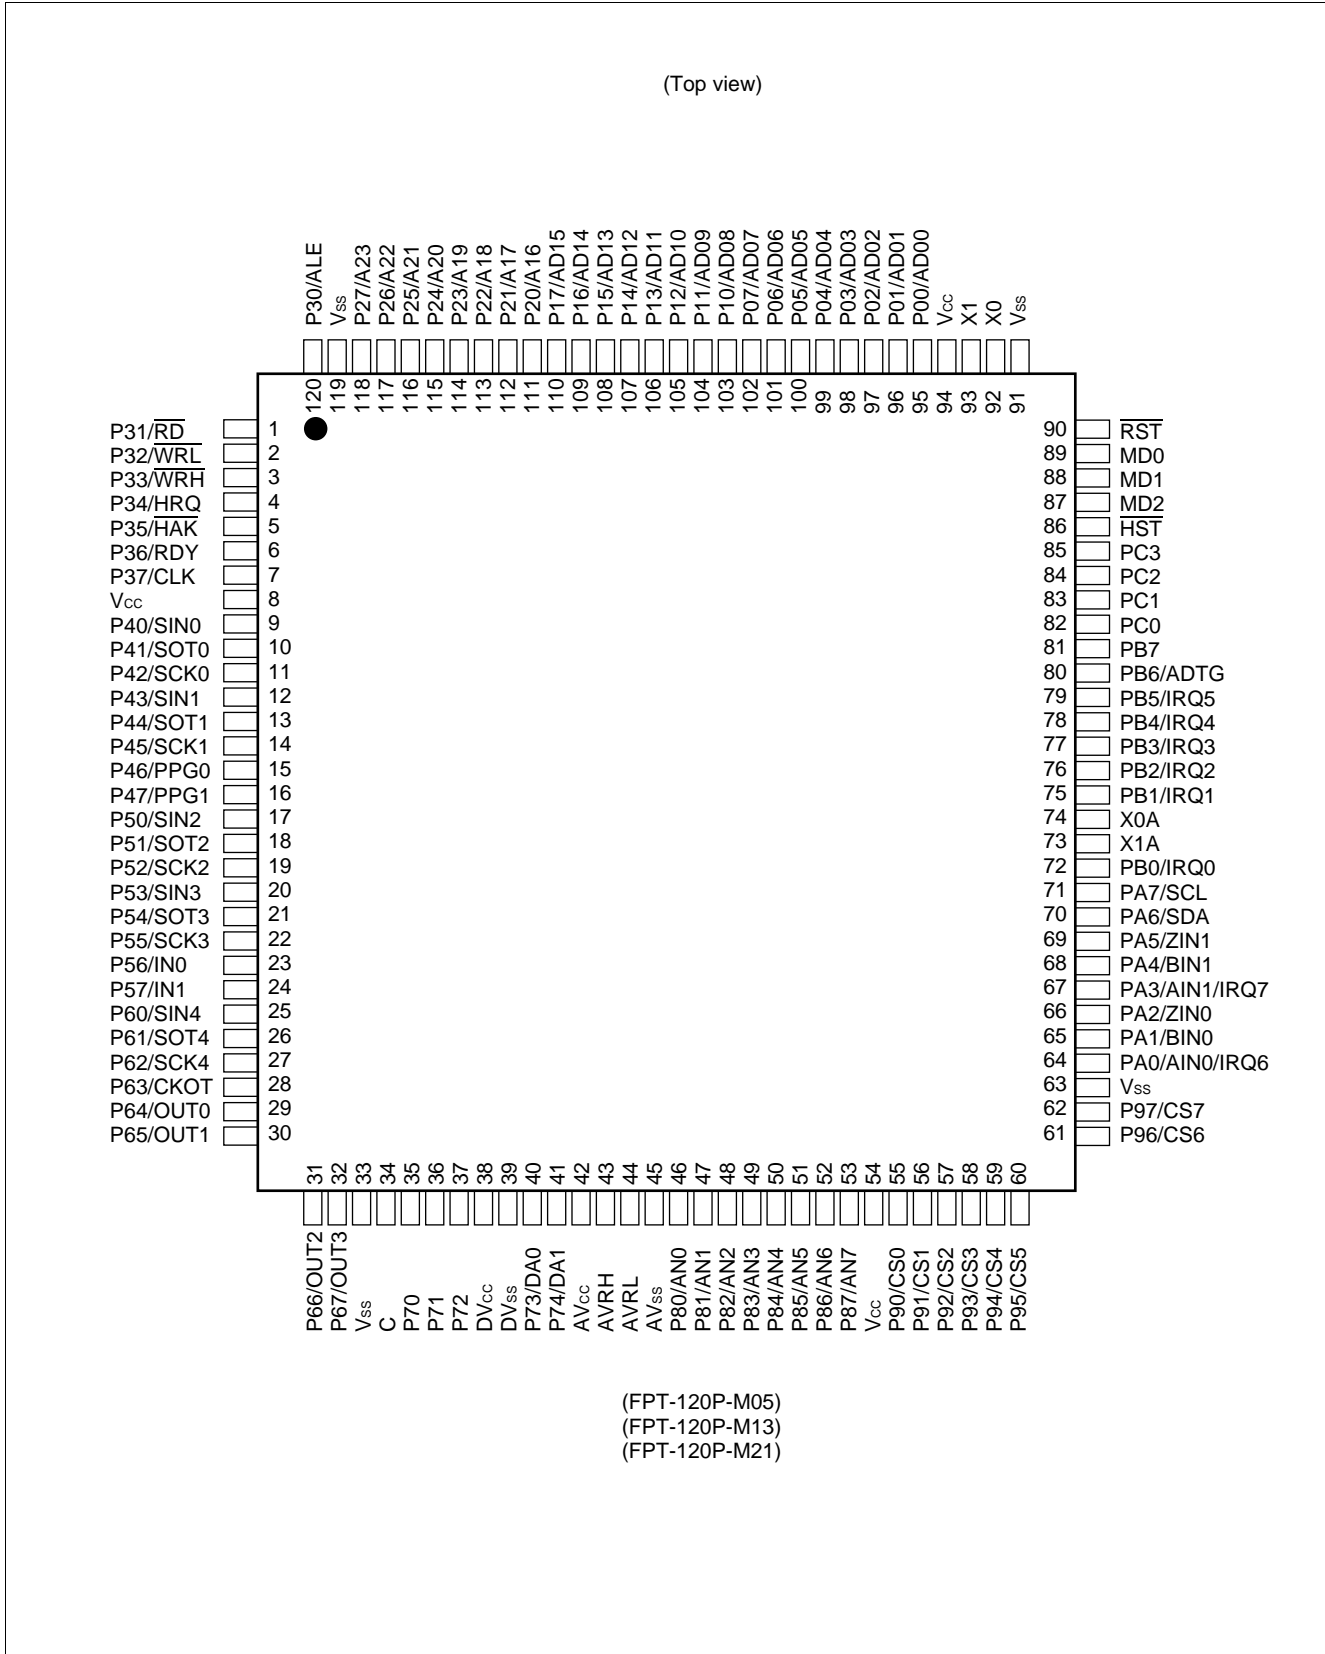 (Top view)
P30/ALE
Vss
P27/A23
P26/A22
P25/A21
P24/A20
P23/A19
P22/A18
P21/A17
P20/A16
P17/AD15
P16/AD14
P15/AD13
P14/AD12
P13/AD11
P12/AD10
P11/AD09
P10/AD08
P07/AD07
P06/AD06
P05/AD05
P04/AD04
P03/AD03
P02/AD02
P01/AD01
P00/AD00
Vcc
X1
X0
Vss
120
119
118
117
116
115
114
113
112
111
110
109
108
107
106
105
104
103
102
101
100
99
98
97
96
95
94
93
92
91
P31/RD 1
P32/WRL 2
P33/WRH 3
P34/HRQ 4
P35/HAK 5
P36/RDY 6
P37/CLK 7
Vcc 8
P40/SIN0 9
P41/SOT0 10
P42/SCK0 11
P43/SIN1 12
P44/SOT1 13
P45/SCK1 14
P46/PPG0 15
P47/PPG1 16
P50/SIN2 17
P51/SOT2 18
P52/SCK2 19
P53/SIN3 20
P54/SOT3 21
P55/SCK3 22
P56/IN0 23
P57/IN1 24
P60/SIN4 25
P61/SOT4 26
P62/SCK4 27
P63/CKOT 28
P64/OUT0 29
P65/OUT1 30
90 RST
89 MD0
88 MD1
87 MD2
86 HST
85 PC3
84 PC2
83 PC1
82 PC0
81 PB7
80 PB6/ADTG
79 PB5/IRQ5
78 PB4/IRQ4
77 PB3/IRQ3
76 PB2/IRQ2
75 PB1/IRQ1
74 X0A
73 X1A
72 PB0/IRQ0
71 PA7/SCL
70 PA6/SDA
69 PA5/ZIN1
68 PA4/BIN1
67 PA3/AIN1/IRQ7
66 PA2/ZIN0
65 PA1/BIN0
64 PA0/AIN0/IRQ6
63 Vss
62 P97/CS7
61 P96/CS6
31
32
33
34
35
36
37
38
39
40
41
42
43
44
45
46
47
48
49
50
51
52
53
54
55
56
57
58
59
60
P66/OUT2
P67/OUT3
Vss
C
P70
P71
P72
DVcc
DVss
P73/DA0
P74/DA1
AVcc
AVRH
AVRL
AVss
P80/AN0
P81/AN1
P82/AN2
P83/AN3
P84/AN4
P85/AN5
P86/AN6
P87/AN7
Vcc
P90/CS0
P91/CS1
P92/CS2
P93/CS3
P94/CS4
P95/CS5
(FPT-120P-M05)
(FPT-120P-M13)
(FPT-120P-M21)